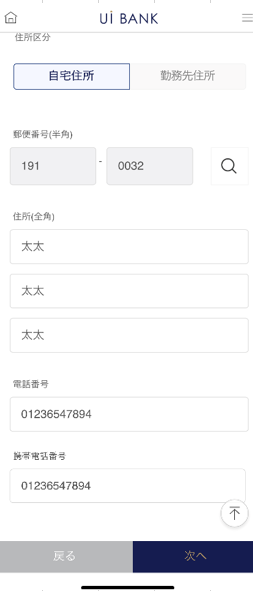 UI BANK
住所区分
自宅住所 勤務先住所
郵便番号(半角)
191 - 0032
住所(全角)
太太
太太
太太
電話番号
01236547894
携帯電話番号
01236547894
戻る 次へ